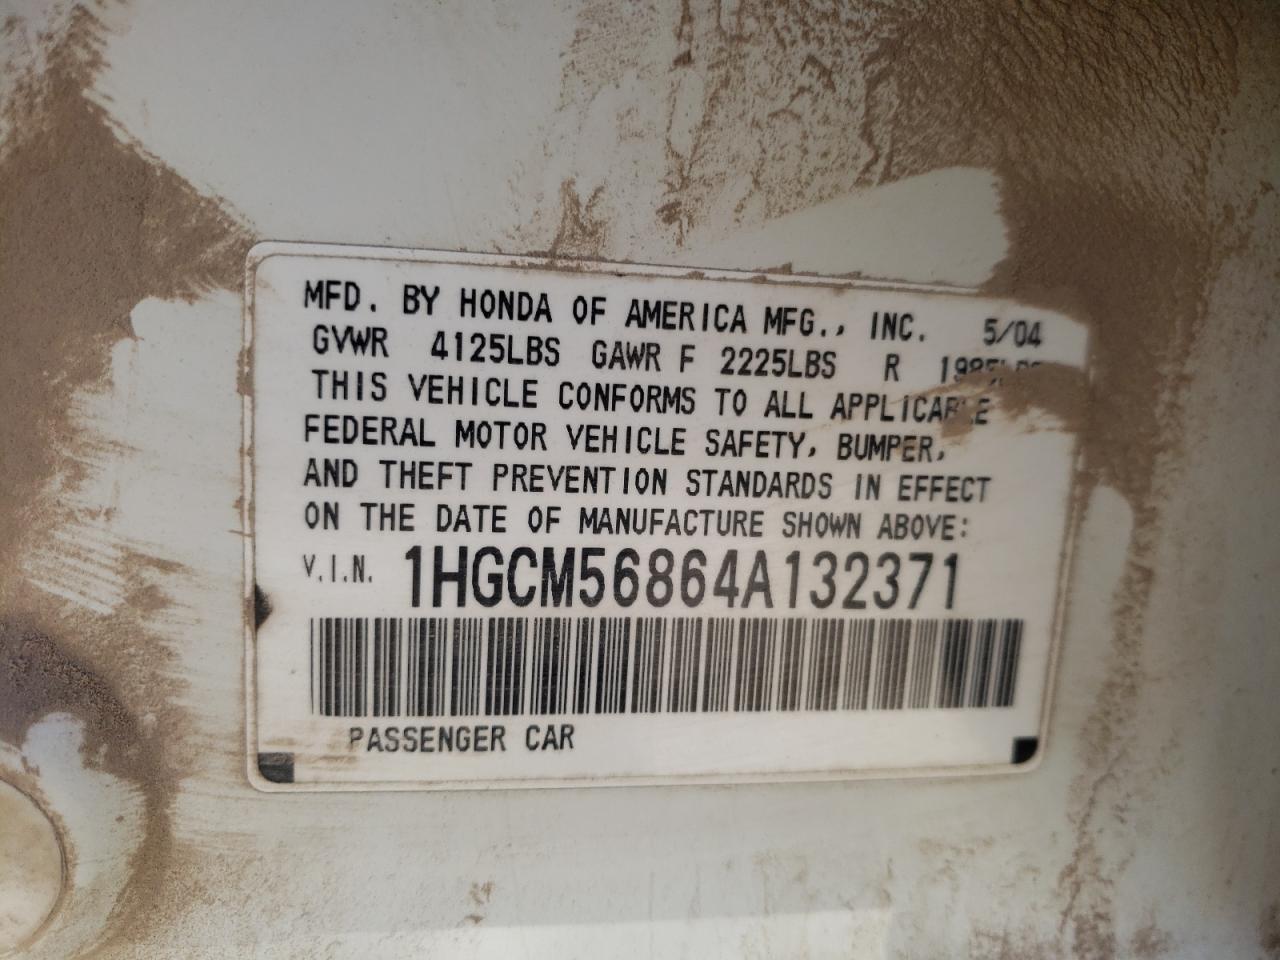 MFD. BY HONDA OF AMERICA MFG., INC. 5/04
GVWR 4125LBS GAWR F 2225LBS R 1985LBS
THIS VEHICLE CONFORMS TO ALL APPLICABLE
FEDERAL MOTOR VEHICLE SAFETY, BUMPER,
AND THEFT PREVENTION STANDARDS IN EFFECT
ON THE DATE OF MANUFACTURE SHOWN ABOVE:
V.I.N. 1HGCM56864A132371
PASSENGER CAR